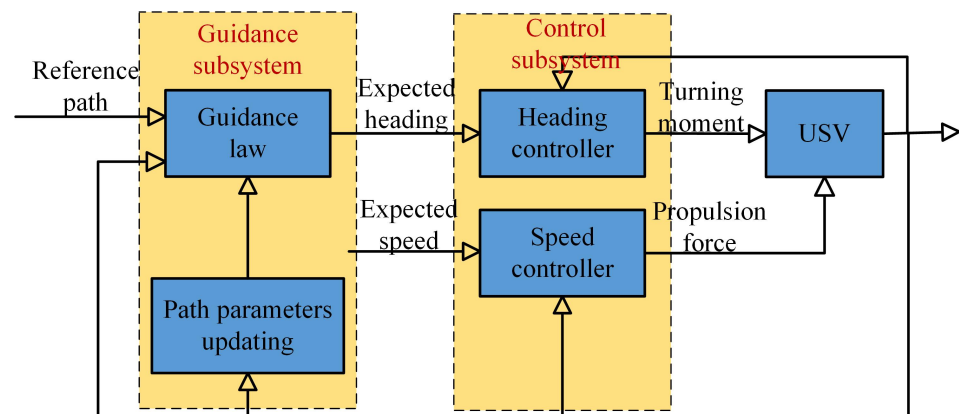 Guidance
subsystem
Control
subsystem
Reference
path
Guidance
law
Expected
heading
Heading
controller
Turning
moment
USV
Expected
speed
Speed
controller
Propulsion
force
Path parameters
updating